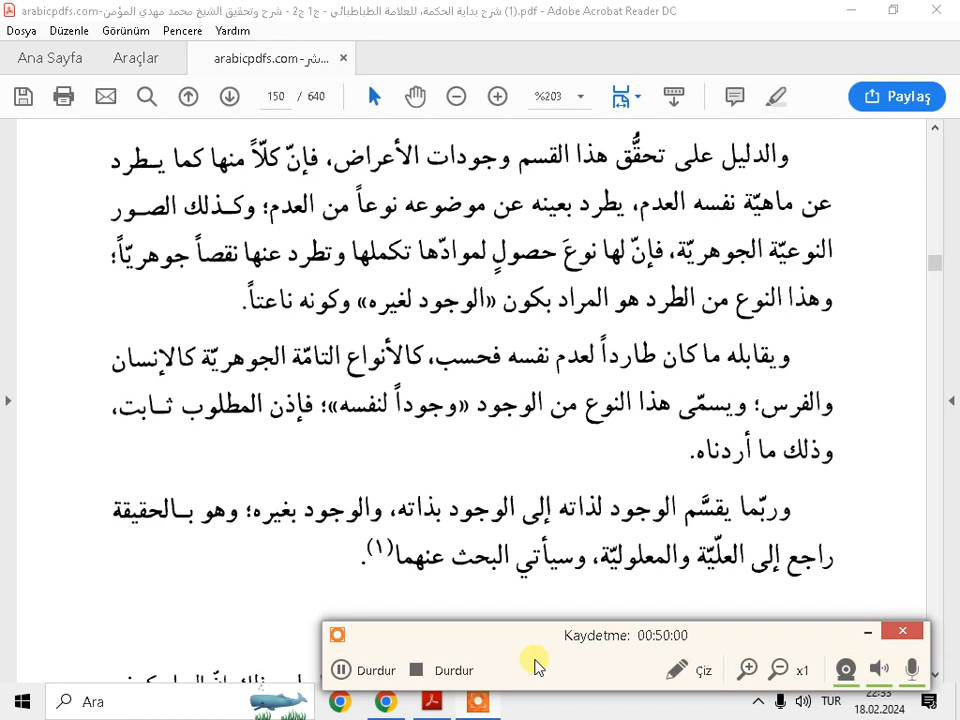 arabicpdfs.com-شرح بداية الحكمة، للعلامة الطباطبائي - ج1 ج2 - شرح وتحقيق الشيخ محمد مهدي المؤمن (1).pdf - Adobe Acrobat Reader DC
Dosya Düzenle Görünüm Pencere Yardım
Ana Sayfa Araçlar arabicpdfs.com-شر... ×
150 / 640 %203 Paylaş
والدليل على تحقُّق هذا القسم وجودات الأعراض، فإنّ كلّاً منها كما يـطرد
عن ماهيّة نفسه العدم، يطرد بعينه عن موضوعه نوعاً من العدم؛ وكـذلك الصـور
النوعيّة الجوهريّة، فإنّ لها نوعَ حصولٍ لموادّها تكملها وتطرد عنها نقصاً جوهريّاً؛
وهذا النوع من الطرد هو المراد بكون «الوجود لغيره» وكونه ناعتاً.
ويقابله ما كان طارداً لعدم نفسه فحسب، كالأنواع التامّة الجوهريّة كالإنسان
والفرس؛ ويسمّى هذا النوع من الوجود «وجوداً لنفسه»؛ فإذن المطلوب ثـابت،
وذلك ما أردناه.
وربّما يقسَّم الوجود لذاته إلى الوجود بذاته، والوجود بغيره؛ وهو بـالحقيقة
راجع إلى العلّيّة والمعلوليّة، وسيأتي البحث عنهما(١).
Kaydetme: 00:50:00
Durdur Durdur Çiz x1
Ara TUR 22:33
18.02.2024